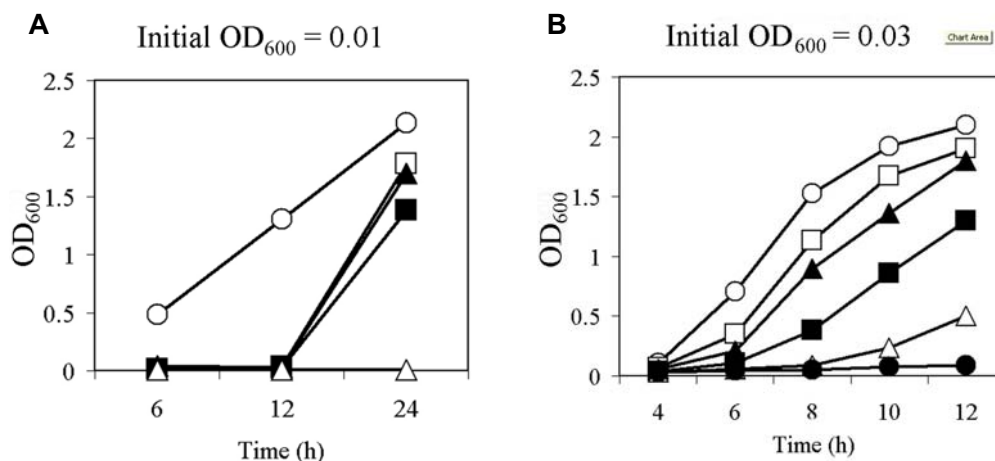 A
Initial OD600 = 0.01
2.5
2
1.5
1
0.5
0
OD600
6 12 24
Time (h)
B
Initial OD600 = 0.03
Chart Area
2.5
2
1.5
1
0.5
0
OD600
4 6 8 10 12
Time (h)